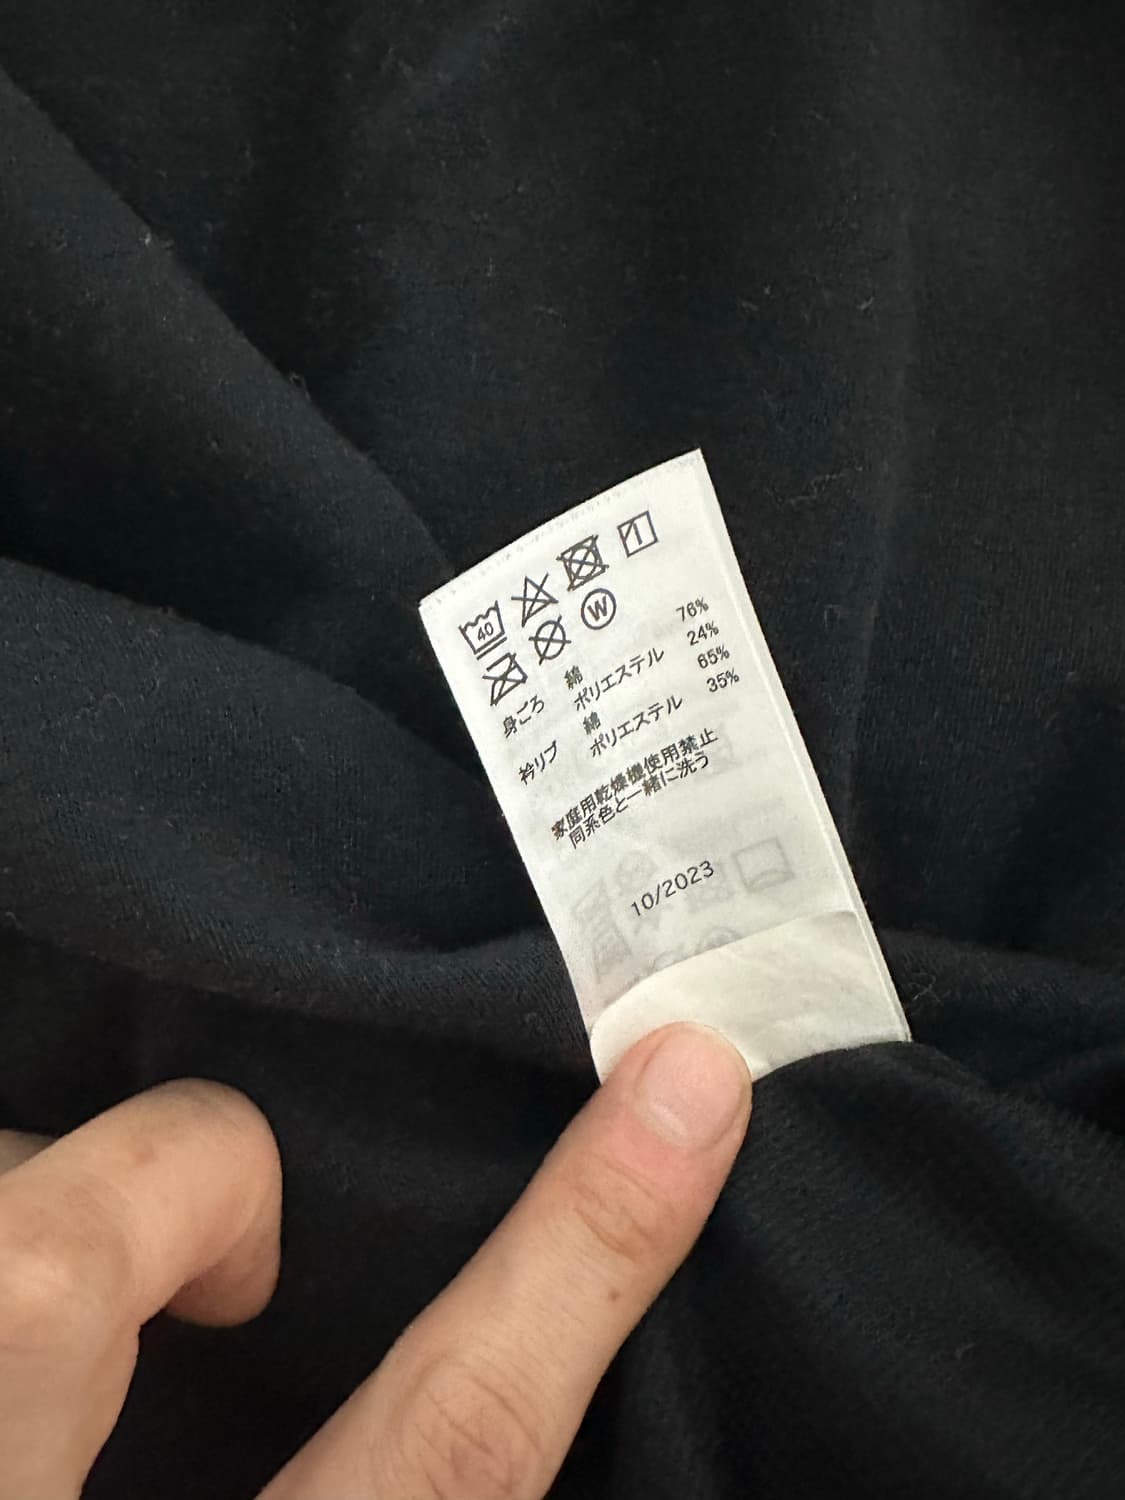 40
W
身ごろ 綿 76%
ポリエステル 24%
衿リブ 綿 65%
ポリエステル 35%
家庭用乾燥機使用禁止
同系色と一緒に洗う
10/2023